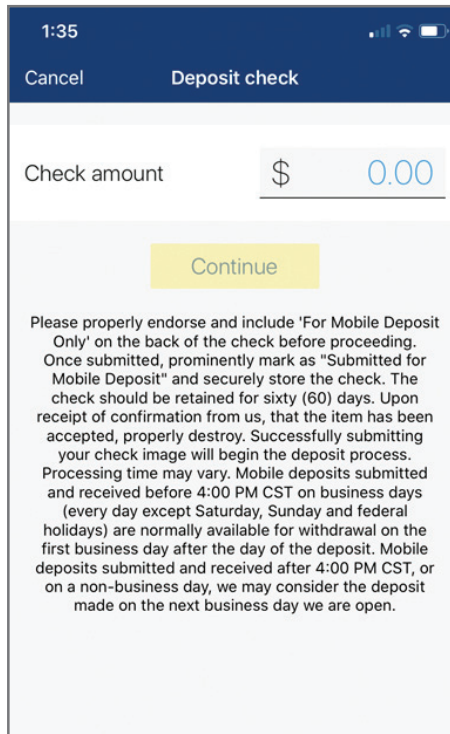 1:35
Cancel Deposit check
Check amount $ 0.00
Continue
Please properly endorse and include 'For Mobile Deposit
Only' on the back of the check before proceeding.
Once submitted, prominently mark as "Submitted for
Mobile Deposit" and securely store the check. The
check should be retained for sixty (60) days. Upon
receipt of confirmation from us, that the item has been
accepted, properly destroy. Successfully submitting
your check image will begin the deposit process.
Processing time may vary. Mobile deposits submitted
and received before 4:00 PM CST on business days
(every day except Saturday, Sunday and federal
holidays) are normally available for withdrawal on the
first business day after the day of the deposit. Mobile
deposits submitted and received after 4:00 PM CST, or
on a non-business day, we may consider the deposit
made on the next business day we are open.